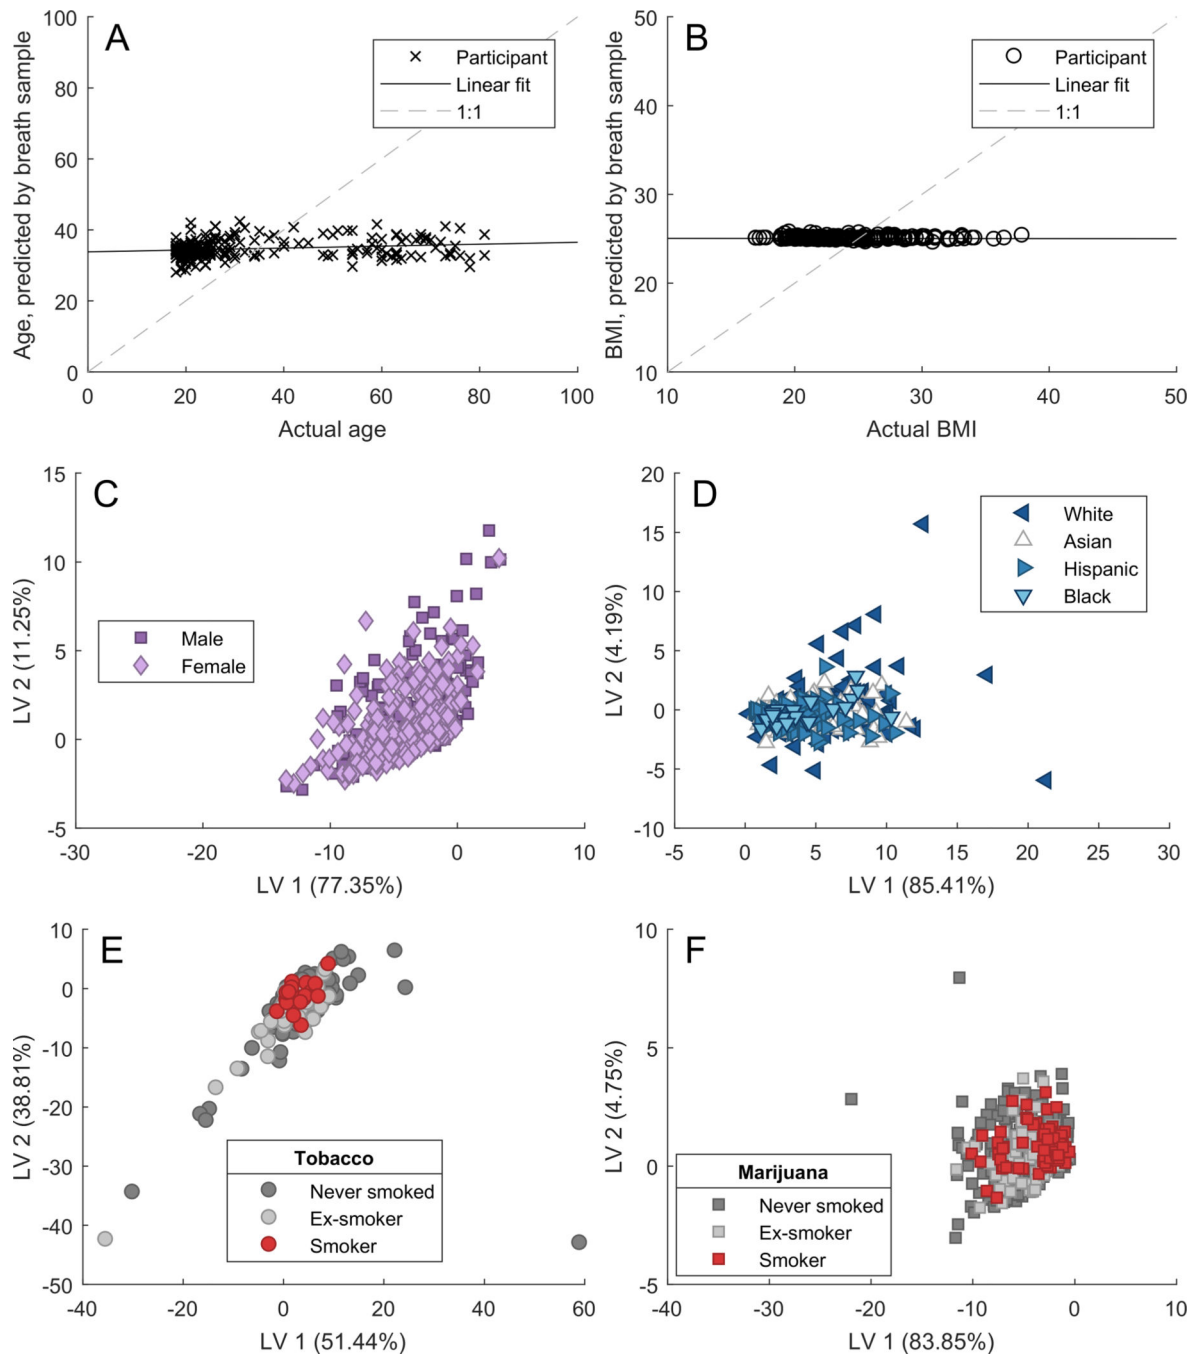 A
Age, predicted by breath sample
100
80
60
40
20
0
Participant
Linear fit
1:1
0 20 40 60 80 100
Actual age
B
BMI, predicted by breath sample
50
40
30
20
10
Participant
Linear fit
1:1
10 20 30 40 50
Actual BMI
C
LV 2 (11.25%)
15
10
5
0
-5
Male
Female
-30 -20 -10 0 10
LV 1 (77.35%)
D
LV 2 (4.19%)
20
15
10
5
0
-5
-10
White
Asian
Hispanic
Black
-5 0 5 10 15 20 25 30
LV 1 (85.41%)
E
LV 2 (38.81%)
10
0
-10
-20
-30
-40
-50
Tobacco
Never smoked
Ex-smoker
Smoker
-40 -20 0 20 40 60
LV 1 (51.44%)
F
LV 2 (4.75%)
10
5
0
-5
Marijuana
Never smoked
Ex-smoker
Smoker
-40 -30 -20 -10 0 10
LV 1 (83.85%)